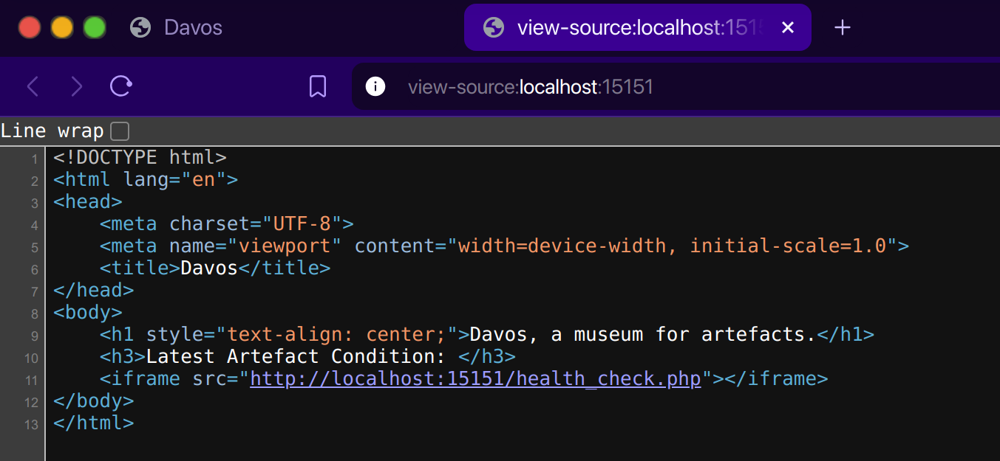 Davos
view-source:localhost:1515
view-source:localhost:15151
Line wrap
1 <!DOCTYPE html>
2 <html lang="en">
3 <head>
4     <meta charset="UTF-8">
5     <meta name="viewport" content="width=device-width, initial-scale=1.0">
6     <title>Davos</title>
7 </head>
8 <body>
9     <h1 style="text-align: center;">Davos, a museum for artefacts.</h1>
10     <h3>Latest Artefact Condition: </h3>
11     <iframe src="http://localhost:15151/health_check.php"></iframe>
12 </body>
13 </html>